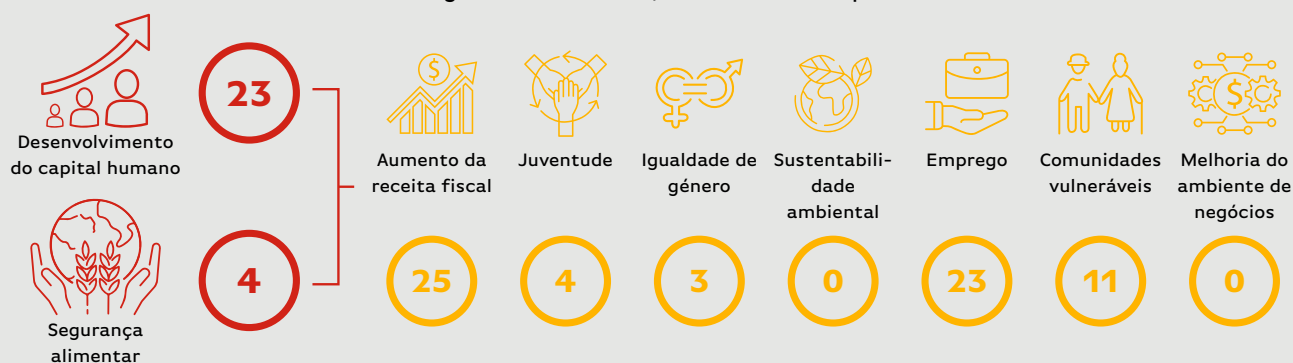 23
Desenvolvimento
do capital humano
4
Segurança
alimentar
Aumento da
receita fiscal
25
Juventude
4
Igualdade de
género
3
Sustentabili-
dade
ambiental
0
Emprego
23
Comunidades
vulneráveis
11
Melhoria do
ambiente de
negócios
0